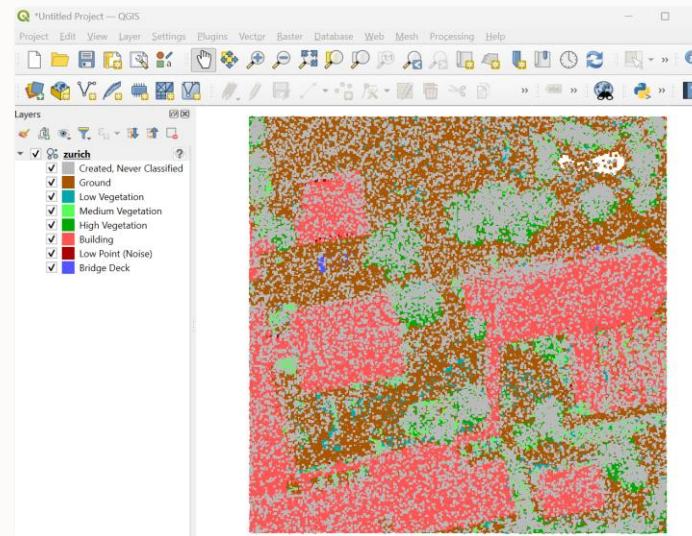 *Untitled Project — QGIS
Project Edit View Layer Settings Plugins Vector Raster Database Web Mesh Processing Help
Layers
zurich
Created, Never Classified
Ground
Low Vegetation
Medium Vegetation
High Vegetation
Building
Low Point (Noise)
Bridge Deck